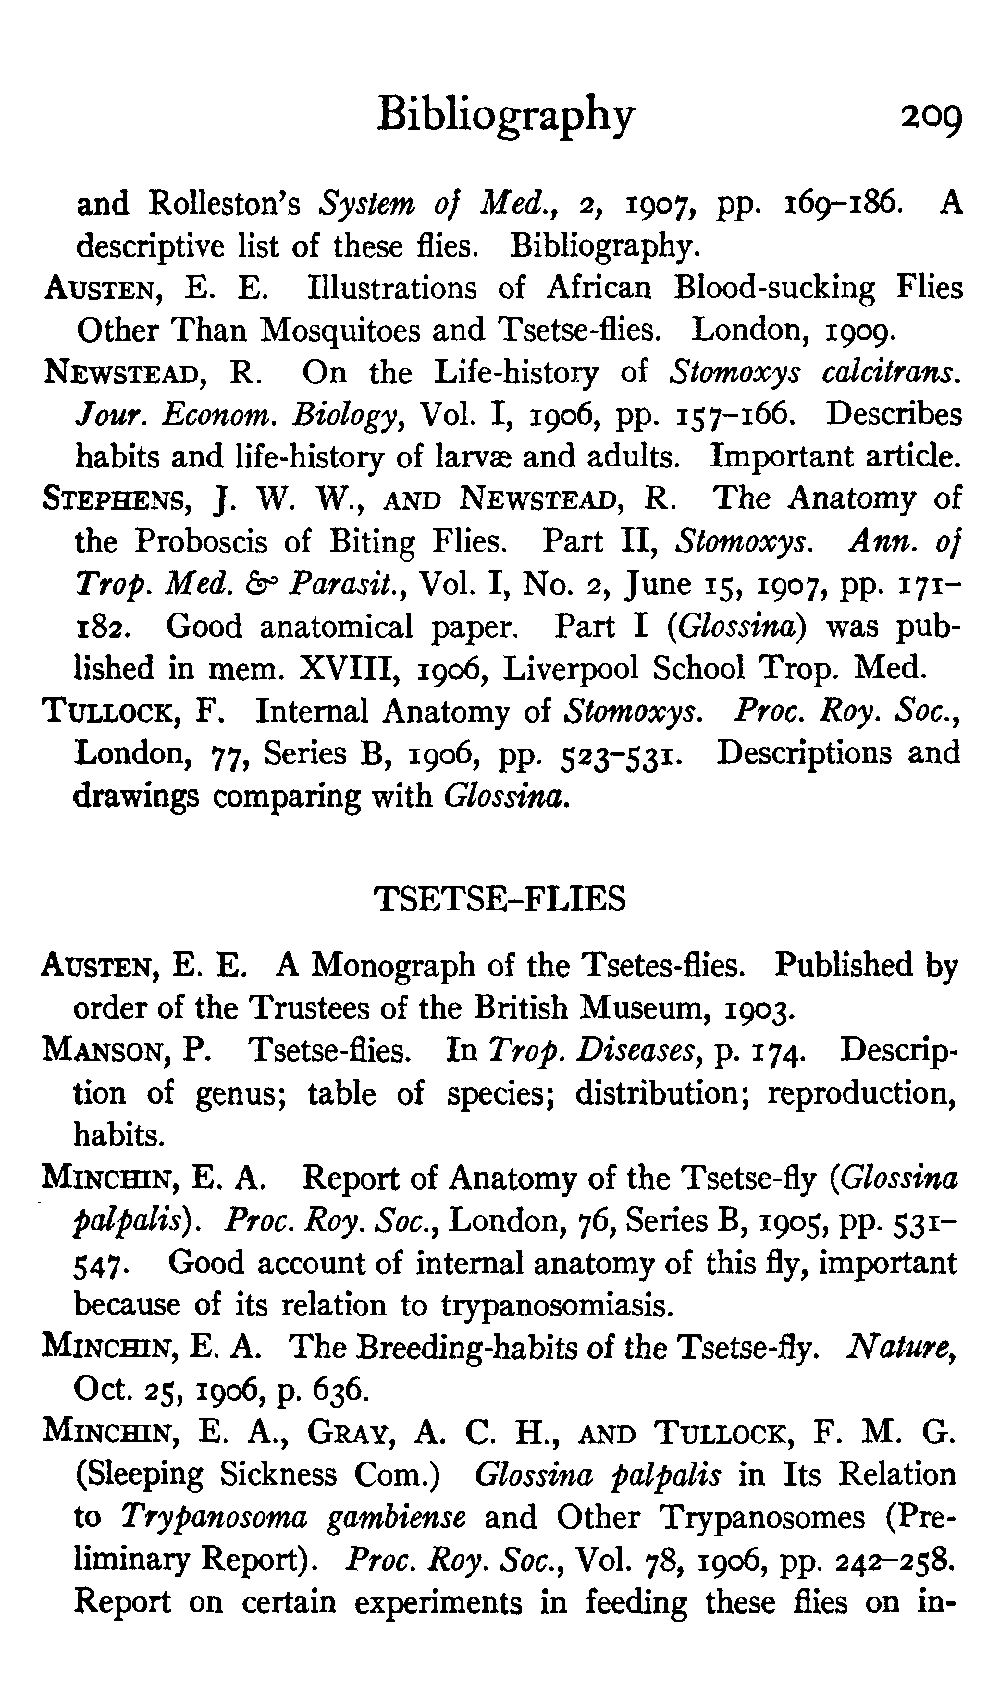 Bibliography 209
and Rolleston's System of Med., 2, 1907, pp. 169–186. A
descriptive list of these flies. Bibliography.
AUSTEN, E. E. Illustrations of African Blood-sucking Flies
Other Than Mosquitoes and Tsetse-flies. London, 1909.
NEWSTEAD, R. On the Life-history of Stomoxys calcitrans.
Jour. Econom. Biology, Vol. I, 1906, pp. 157–166. Describes
habits and life-history of larvæ and adults. Important article.
STEPHENS, J. W. W., AND NEWSTEAD, R. The Anatomy of
the Proboscis of Biting Flies. Part II, Stomoxys. Ann. of
Trop. Med. & Parasit., Vol. I, No. 2, June 15, 1907, pp. 171–
182. Good anatomical paper. Part I (Glossina) was pub-
lished in mem. XVIII, 1906, Liverpool School Trop. Med.
TULLOCK, F. Internal Anatomy of Stomoxys. Proc. Roy. Soc.,
London, 77, Series B, 1906, pp. 523–531. Descriptions and
drawings comparing with Glossina.
TSETSE-FLIES
AUSTEN, E. E. A Monograph of the Tsetes-flies. Published by
order of the Trustees of the British Museum, 1903.
MANSON, P. Tsetse-flies. In Trop. Diseases, p. 174. Descrip-
tion of genus; table of species; distribution; reproduction,
habits.
MINCHIN, E. A. Report of Anatomy of the Tsetse-fly (Glossina
palpalis). Proc. Roy. Soc., London, 76, Series B, 1905, pp. 531–
547. Good account of internal anatomy of this fly, important
because of its relation to trypanosomiasis.
MINCHIN, E. A. The Breeding-habits of the Tsetse-fly. Nature,
Oct. 25, 1906, p. 636.
MINCHIN, E. A., GRAY, A. C. H., AND TULLOCK, F. M. G.
(Sleeping Sickness Com.) Glossina palpalis in Its Relation
to Trypanosoma gambiense and Other Trypanosomes (Pre-
liminary Report). Proc. Roy. Soc., Vol. 78, 1906, pp. 242–258.
Report on certain experiments in feeding these flies on in-